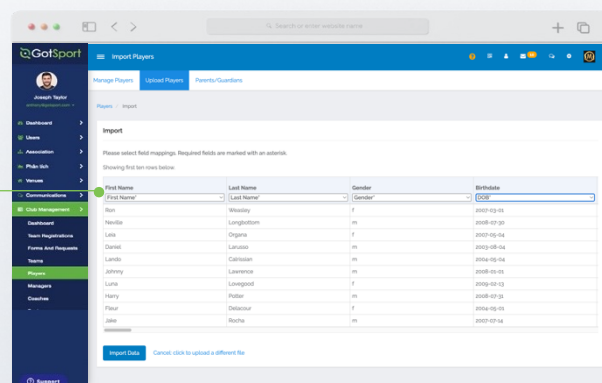 Search or enter website name
GotSport
Import Players
Joseph Taylor
Manage Players Upload Players Parents/Guardians
Players / Import
Dashboard
Users
Association
Phân tích
Venues
Communications
Club Management
Dashboard
Team Registrations
Forms And Requests
Teams
Players
Managers
Coaches
Support
Import
Please select field mappings. Required fields are marked with an asterisk.
Showing first ten rows below
First Name Last Name Gender Birthdate
First Name* Last Name* Gender* DOB*
Ron Weasley f 2007-03-01
Neville Longbottom m 2008-07-30
Leia Organa f 2007-05-04
Daniel Larusso m 2003-08-04
Lando Calrissian m 2004-05-04
Johnny Lawrence m 2008-01-01
Luna Lovegood f 2009-02-13
Harry Potter m 2008-07-31
Fleur Delacour f 2004-05-01
Jake Rocha m 2007-07-14
Import Data Cancel, click to upload a different file